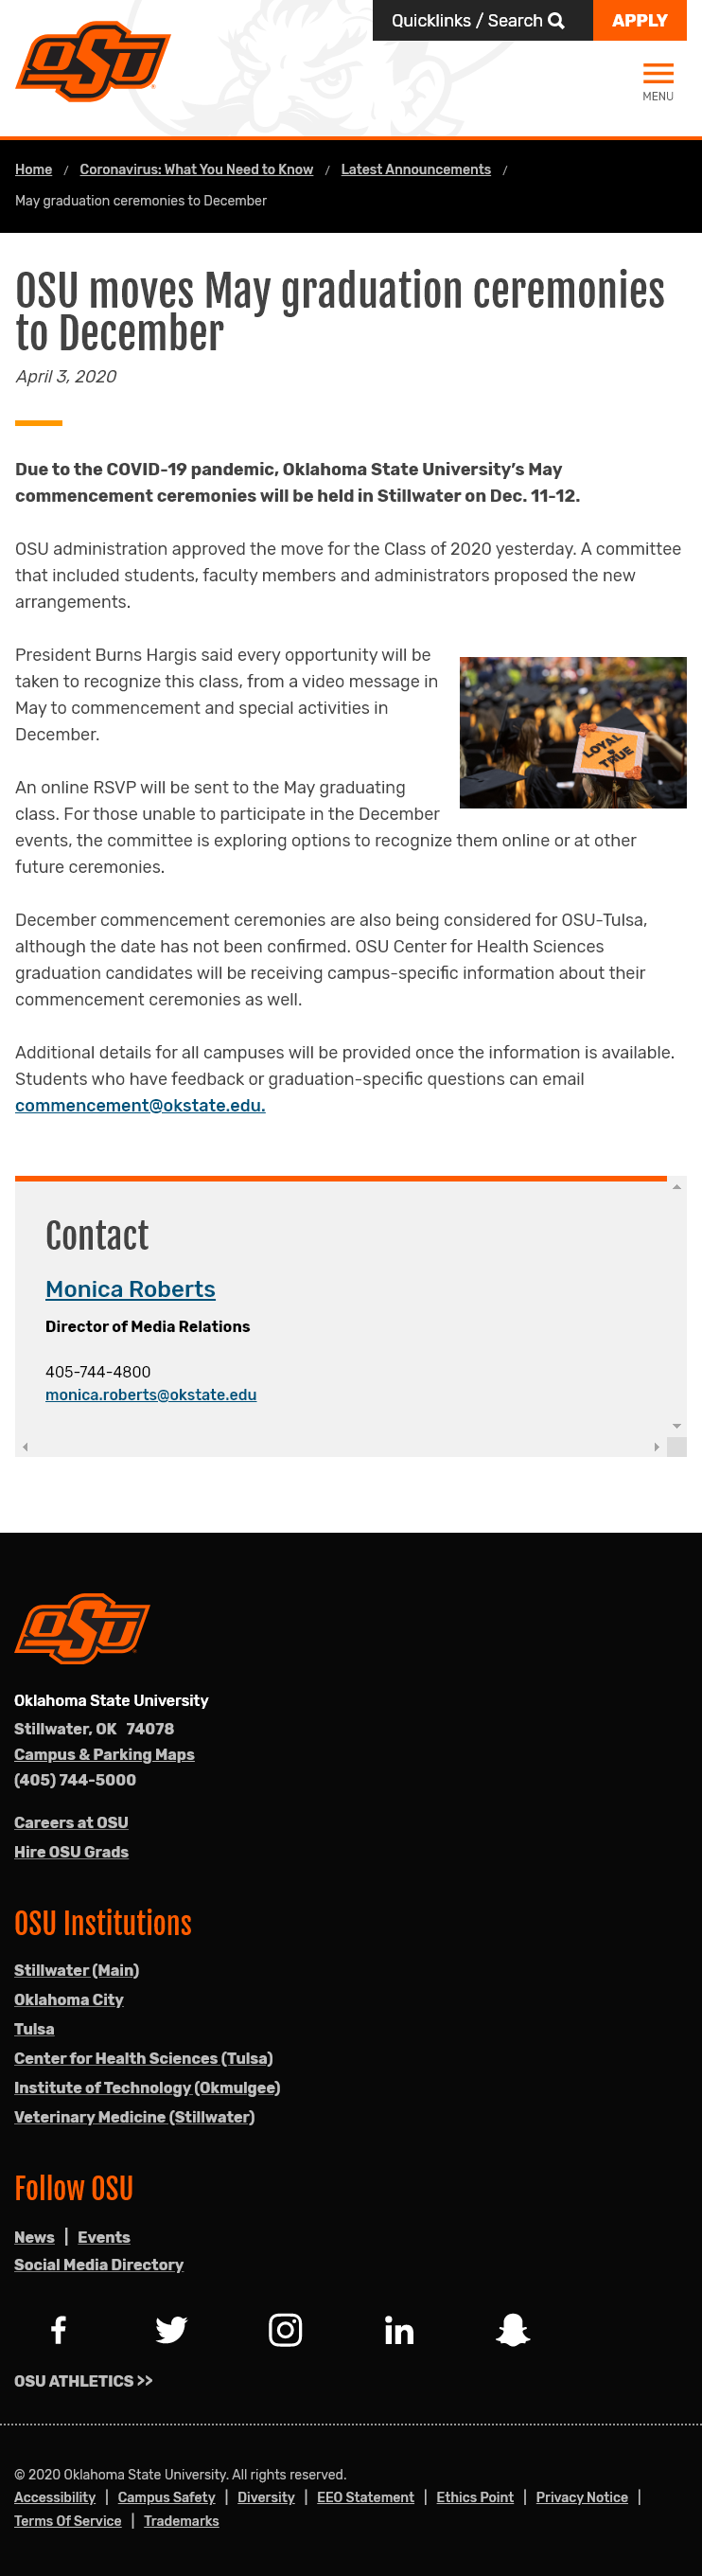 Quicklinks / Search
APPLY
OSU
MENU
Home / Coronavirus: What You Need to Know / Latest Announcements /
May graduation ceremonies to December
OSU moves May graduation ceremonies
to December
April 3, 2020
Due to the COVID-19 pandemic, Oklahoma State University’s May
commencement ceremonies will be held in Stillwater on Dec. 11-12.
OSU administration approved the move for the Class of 2020 yesterday. A committee
that included students, faculty members and administrators proposed the new
arrangements.
President Burns Hargis said every opportunity will be
taken to recognize this class, from a video message in
May to commencement and special activities in
December.
LOYAL
TRUE
An online RSVP will be sent to the May graduating
class. For those unable to participate in the December
events, the committee is exploring options to recognize them online or at other
future ceremonies.
December commencement ceremonies are also being considered for OSU-Tulsa,
although the date has not been confirmed. OSU Center for Health Sciences
graduation candidates will be receiving campus-specific information about their
commencement ceremonies as well.
Additional details for all campuses will be provided once the information is available.
Students who have feedback or graduation-specific questions can email
commencement@okstate.edu.
Contact
Monica Roberts
Director of Media Relations
405-744-4800
monica.roberts@okstate.edu
OSU
Oklahoma State University
Stillwater, OK 74078
Campus & Parking Maps
(405) 744-5000
Careers at OSU
Hire OSU Grads
OSU Institutions
Stillwater (Main)
Oklahoma City
Tulsa
Center for Health Sciences (Tulsa)
Institute of Technology (Okmulgee)
Veterinary Medicine (Stillwater)
Follow OSU
News | Events
Social Media Directory
OSU ATHLETICS >>
© 2020 Oklahoma State University. All rights reserved.
Accessibility | Campus Safety | Diversity | EEO Statement | Ethics Point | Privacy Notice |
Terms Of Service | Trademarks